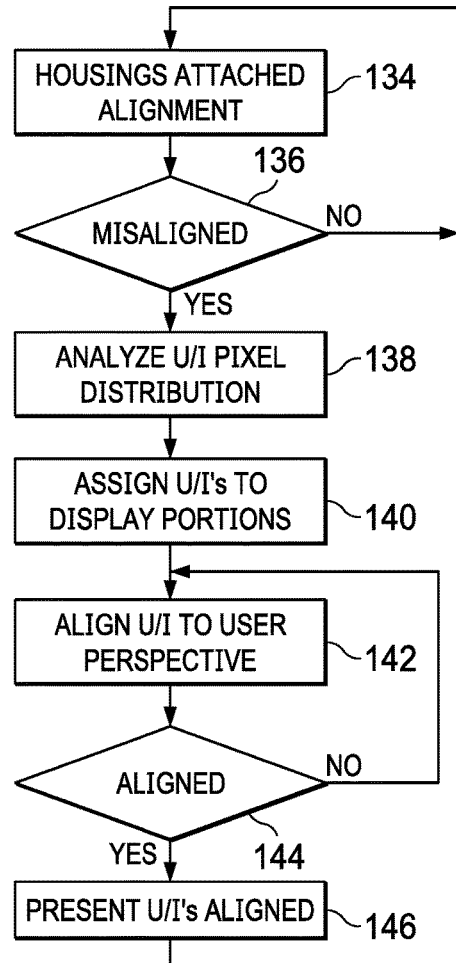 HOUSINGS ATTACHED
ALIGNMENT
134
136
MISALIGNED
NO
YES
ANALYZE U/I PIXEL
DISTRIBUTION
138
ASSIGN U/I's TO
DISPLAY PORTIONS
140
ALIGN U/I TO USER
PERSPECTIVE
142
ALIGNED
NO
YES
144
PRESENT U/I's ALIGNED
146